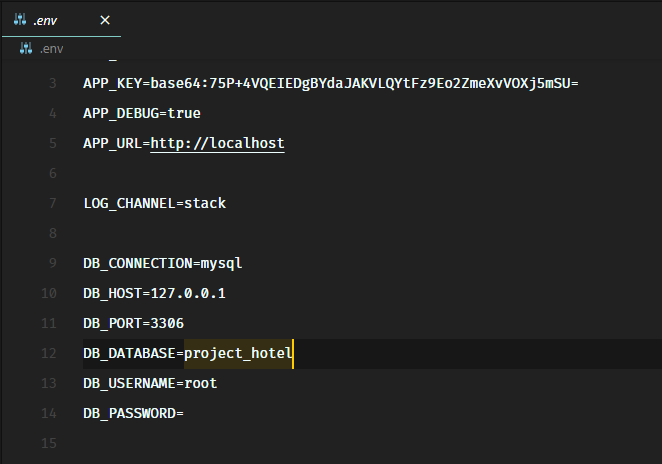 .env
.env
3 APP_KEY=base64:75P+4VQEIEDgBYdaJAKVLQYtFz9Eo2ZmeXvVOXj5mSU=
4 APP_DEBUG=true
5 APP_URL=http://localhost
6
7 LOG_CHANNEL=stack
8
9 DB_CONNECTION=mysql
10 DB_HOST=127.0.0.1
11 DB_PORT=3306
12 DB_DATABASE=project_hotel
13 DB_USERNAME=root
14 DB_PASSWORD=
15